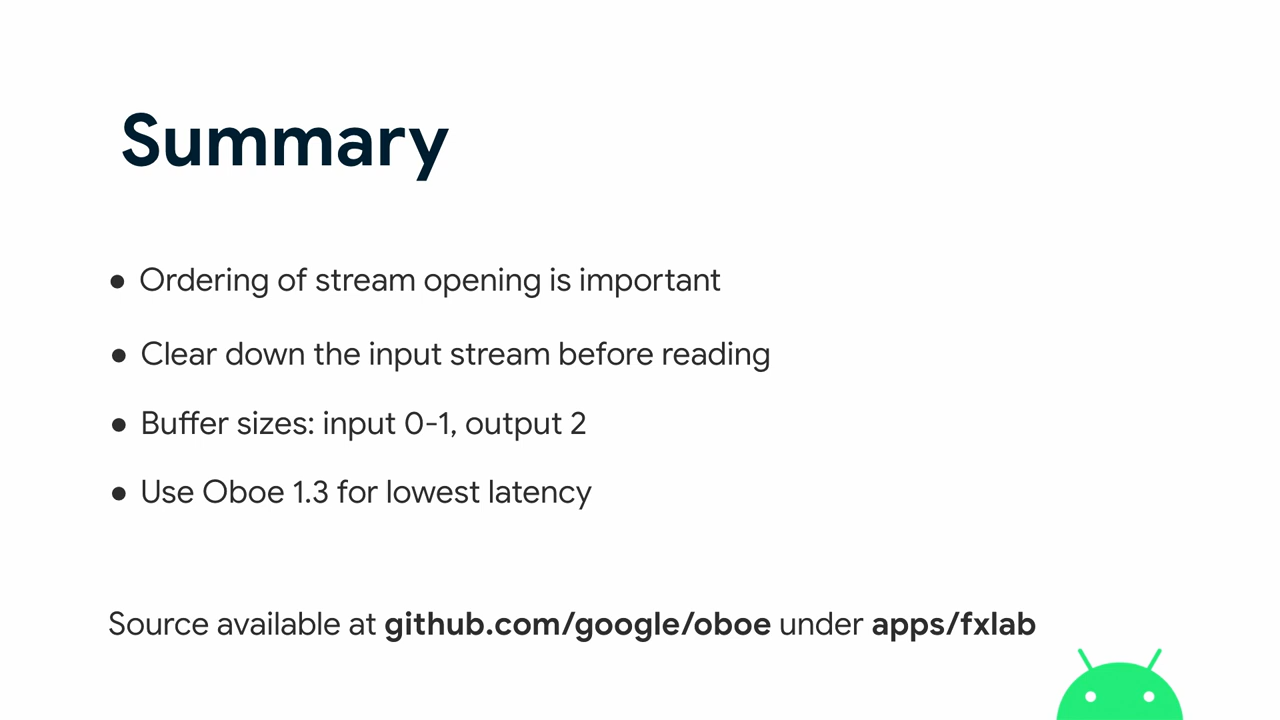 Summary
● Ordering of stream opening is important
● Clear down the input stream before reading
● Buffer sizes: input 0-1, output 2
● Use Oboe 1.3 for lowest latency
Source available at github.com/google/oboe under apps/fxlab